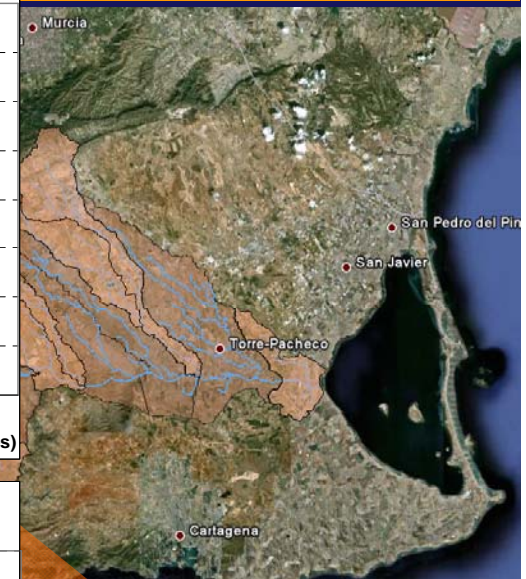 Murcia
San Pedro del Pin
San Javier
Torre-Pacheco
s)
Cartagena